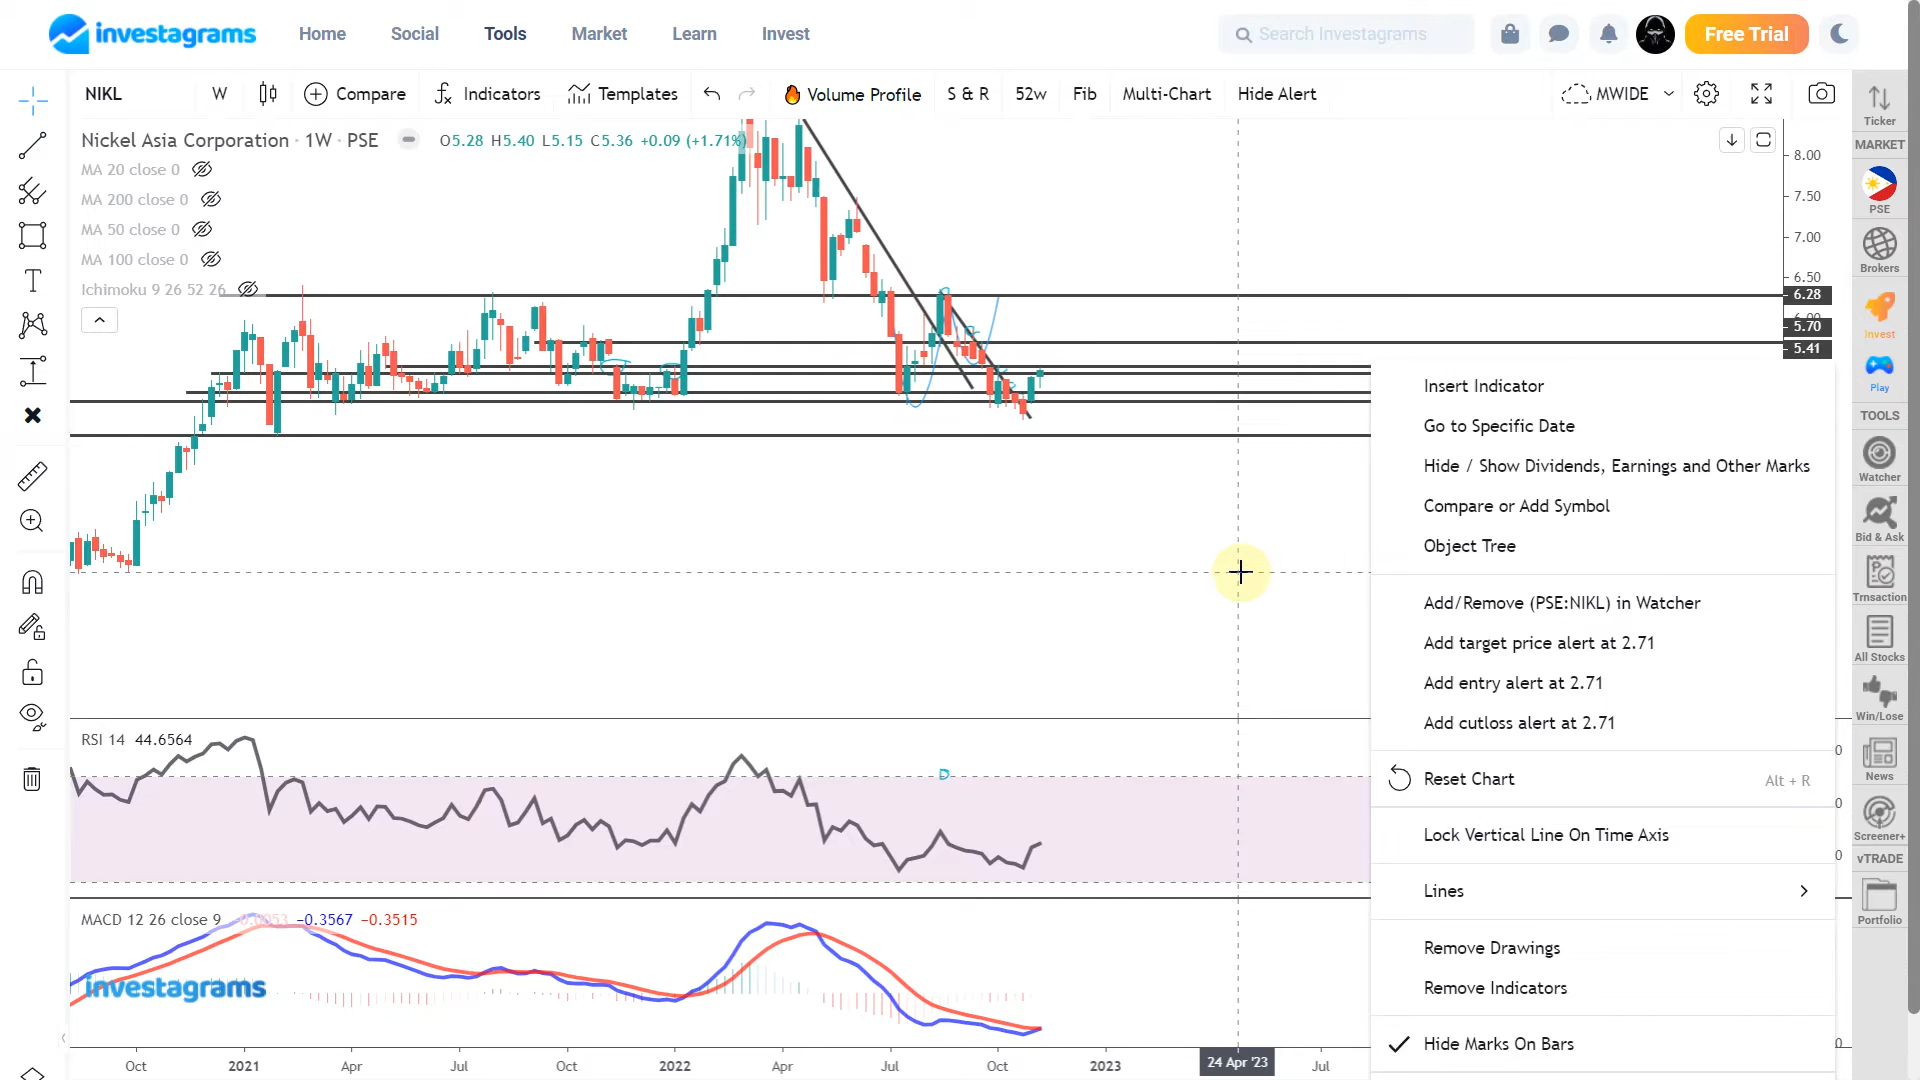 investagrams
Home
Social
Tools
Market
Learn
Invest
Search Investagrams
Free Trial
NIKL
W
Compare
Indicators
Templates
Volume Profile
S & R
52w
Fib
Multi-Chart
Hide Alert
MWIDE
Ticker
Nickel Asia Corporation · 1W · PSE
O5.28 H5.40 L5.15 C5.36 +0.09 (+1.71%)
MARKET
MA 20 close 0
8.00
MA 200 close 0
7.50
PSE
MA 50 close 0
7.00
MA 100 close 0
Brokers
6.50
Ichimoku 9 26 52 26
6.28
6.00
5.70
Invest
5.41
Play
Insert Indicator
TOOLS
Go to Specific Date
Hide / Show Dividends, Earnings and Other Marks
Watcher
Compare or Add Symbol
Bid & Ask
Object Tree
Trnsaction
Add/Remove (PSE:NIKL) in Watcher
Add target price alert at 2.71
All Stocks
Add entry alert at 2.71
Win/Lose
Add cutloss alert at 2.71
RSI 14 44.6564
0
D
News
Reset Chart
Alt + R
0
Lock Vertical Line On Time Axis
Screener+
0
vTRADE
Lines
MACD 12 26 close 9 -0.0053 −0.3567 −0.3515
Portfolio
Remove Drawings
investagrams
Remove Indicators
Hide Marks On Bars
0
Oct
2021
Apr
Jul
Oct
2022
Apr
Jul
Oct
2023
24 Apr '23
Jul